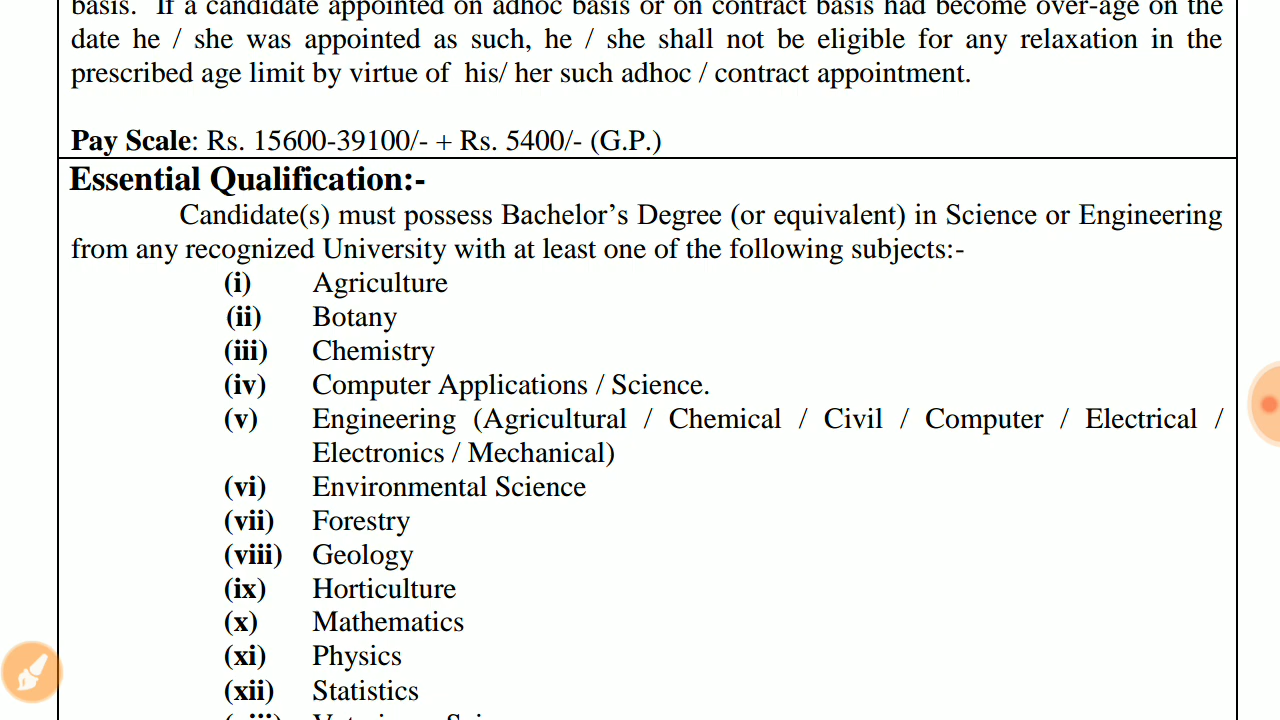 basis. If a candidate appointed on adhoc basis or on contract basis had become over-age on the
date he / she was appointed as such, he / she shall not be eligible for any relaxation in the
prescribed age limit by virtue of his/ her such adhoc / contract appointment.
Pay Scale: Rs. 15600-39100/- + Rs. 5400/- (G.P.)
Essential Qualification:-
Candidate(s) must possess Bachelor’s Degree (or equivalent) in Science or Engineering
from any recognized University with at least one of the following subjects:-
(i) Agriculture
(ii) Botany
(iii) Chemistry
(iv) Computer Applications / Science.
(v) Engineering (Agricultural / Chemical / Civil / Computer / Electrical /
Electronics / Mechanical)
(vi) Environmental Science
(vii) Forestry
(viii) Geology
(ix) Horticulture
(x) Mathematics
(xi) Physics
(xii) Statistics